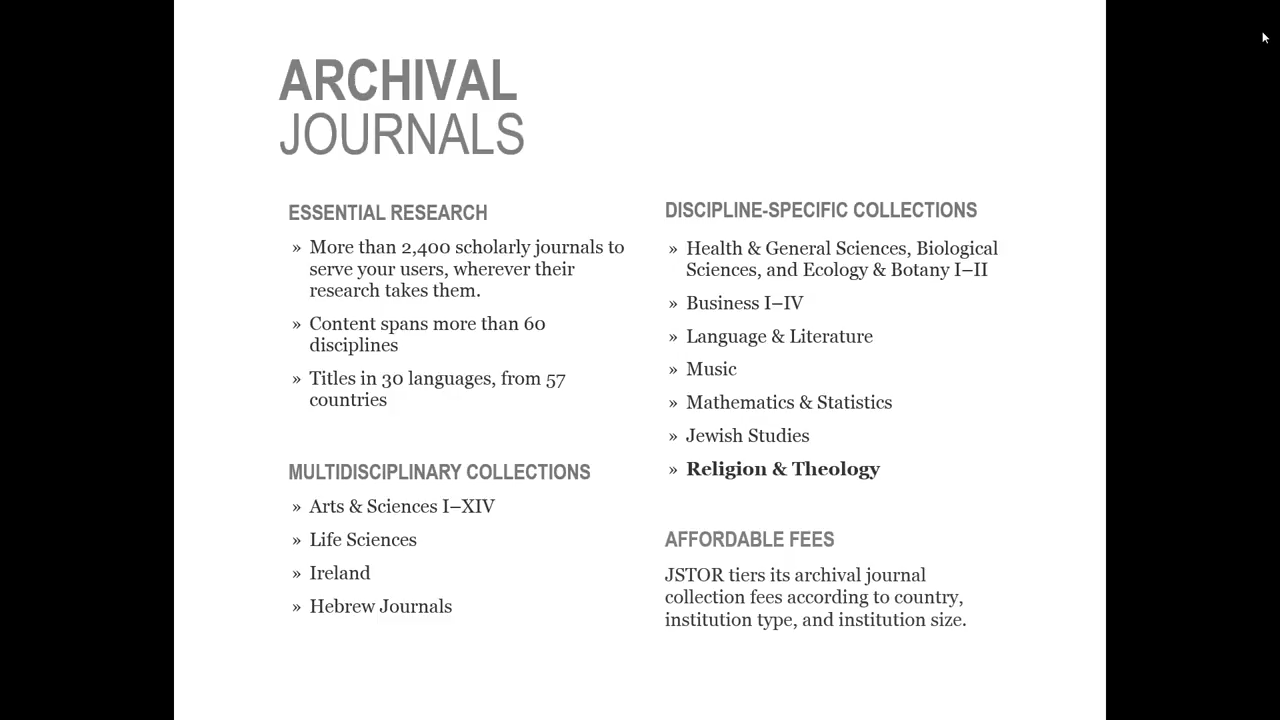 ARCHIVAL
JOURNALS
ESSENTIAL RESEARCH
» More than 2,400 scholarly journals to
serve your users, wherever their
research takes them.
» Content spans more than 60
disciplines
» Titles in 30 languages, from 57
countries
MULTIDISCIPLINARY COLLECTIONS
» Arts & Sciences I–XIV
» Life Sciences
» Ireland
» Hebrew Journals
DISCIPLINE-SPECIFIC COLLECTIONS
» Health & General Sciences, Biological
Sciences, and Ecology & Botany I–II
» Business I–IV
» Language & Literature
» Music
» Mathematics & Statistics
» Jewish Studies
» Religion & Theology
AFFORDABLE FEES
JSTOR tiers its archival journal
collection fees according to country,
institution type, and institution size.